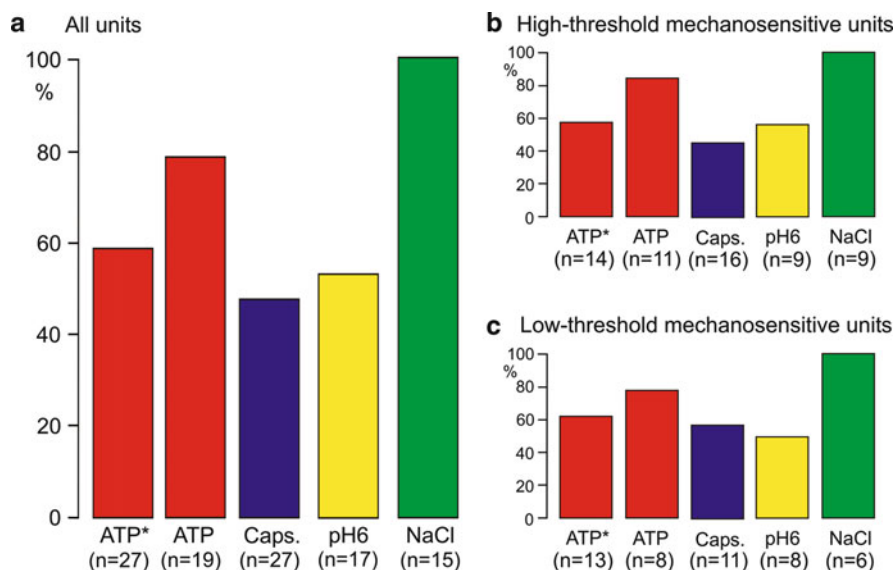 a All units
100
%
80
60
40
20
0
ATP* ATP Caps. pH6 NaCl
(n=27) (n=19) (n=27) (n=17) (n=15)
b High-threshold mechanosensitive units
100
%
80
60
40
20
0
ATP* ATP Caps. pH6 NaCl
(n=14) (n=11) (n=16) (n=9) (n=9)
c Low-threshold mechanosensitive units
100
%
80
60
40
20
0
ATP* ATP Caps. pH6 NaCl
(n=13) (n=8) (n=11) (n=8) (n=6)